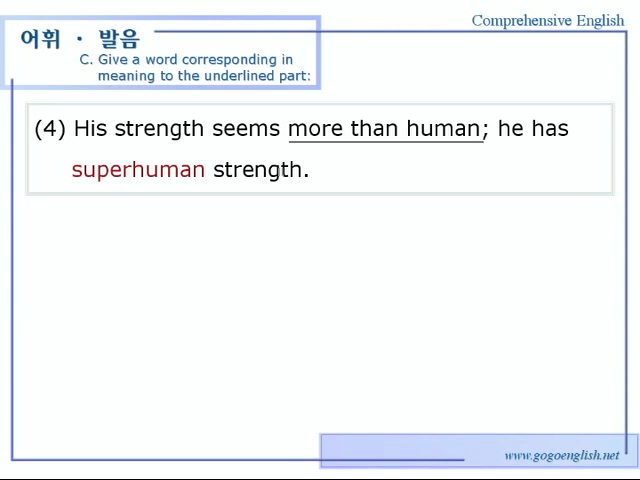 Comprehensive English
어휘 · 발음
C. Give a word corresponding in
meaning to the underlined part:
(4) His strength seems more than human; he has
superhuman strength.
www.gogoenglish.net